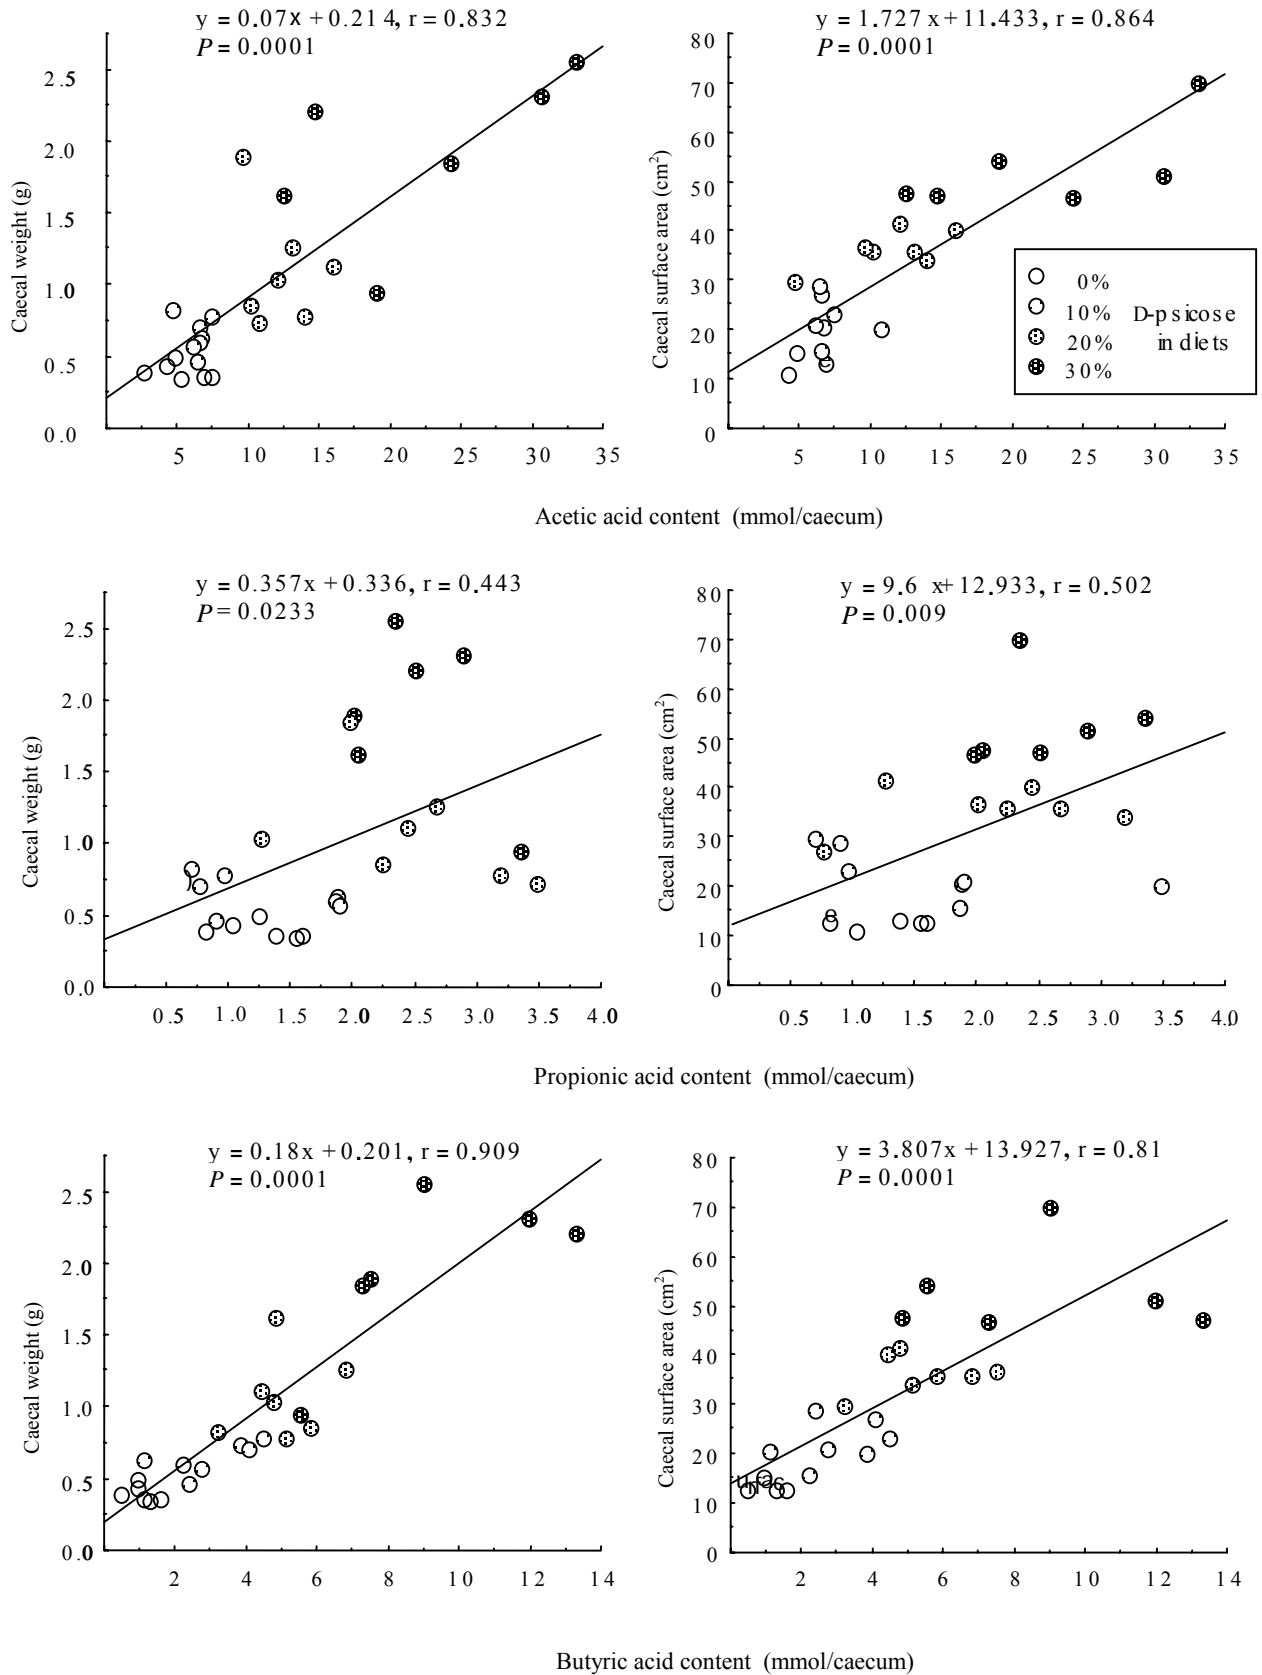 y = 0.07x + 0.214, r = 0.832
P = 0.0001
Caecal weight (g)
2.5
2.0
1.5
1.0
0.5
0.0
5 10 15 20 25 30 35
y = 1.727 x + 11.433, r = 0.864
P = 0.0001
Caecal surface area (cm²)
80
70
60
50
40
30
20
10
0
5 10 15 20 25 30 35
0%
10%
20%
30%
D-psicose
in diets
Acetic acid content (mmol/caecum)
y = 0.357x + 0.336, r = 0.443
P = 0.0233
Caecal weight (g)
2.5
2.0
1.5
1.0
0.5
0.0
0.5 1.0 1.5 2.0 2.5 3.0 3.5 4.0
)
y = 9.6 x + 12.933, r = 0.502
P = 0.009
Caecal surface area (cm²)
80
70
60
50
40
30
20
10
0
0.5 1.0 1.5 2.0 2.5 3.0 3.5 4.0
e
Propionic acid content (mmol/caecum)
y = 0.18x + 0.201, r = 0.909
P = 0.0001
Caecal weight (g)
2.5
2.0
1.5
1.0
0.5
0.0
2 4 6 8 10 12 14
y = 3.807x + 13.927, r = 0.81
P = 0.0001
Caecal surface area (cm²)
80
70
60
50
40
30
20
10
0
2 4 6 8 10 12 14
Butyric acid content (mmol/caecum)